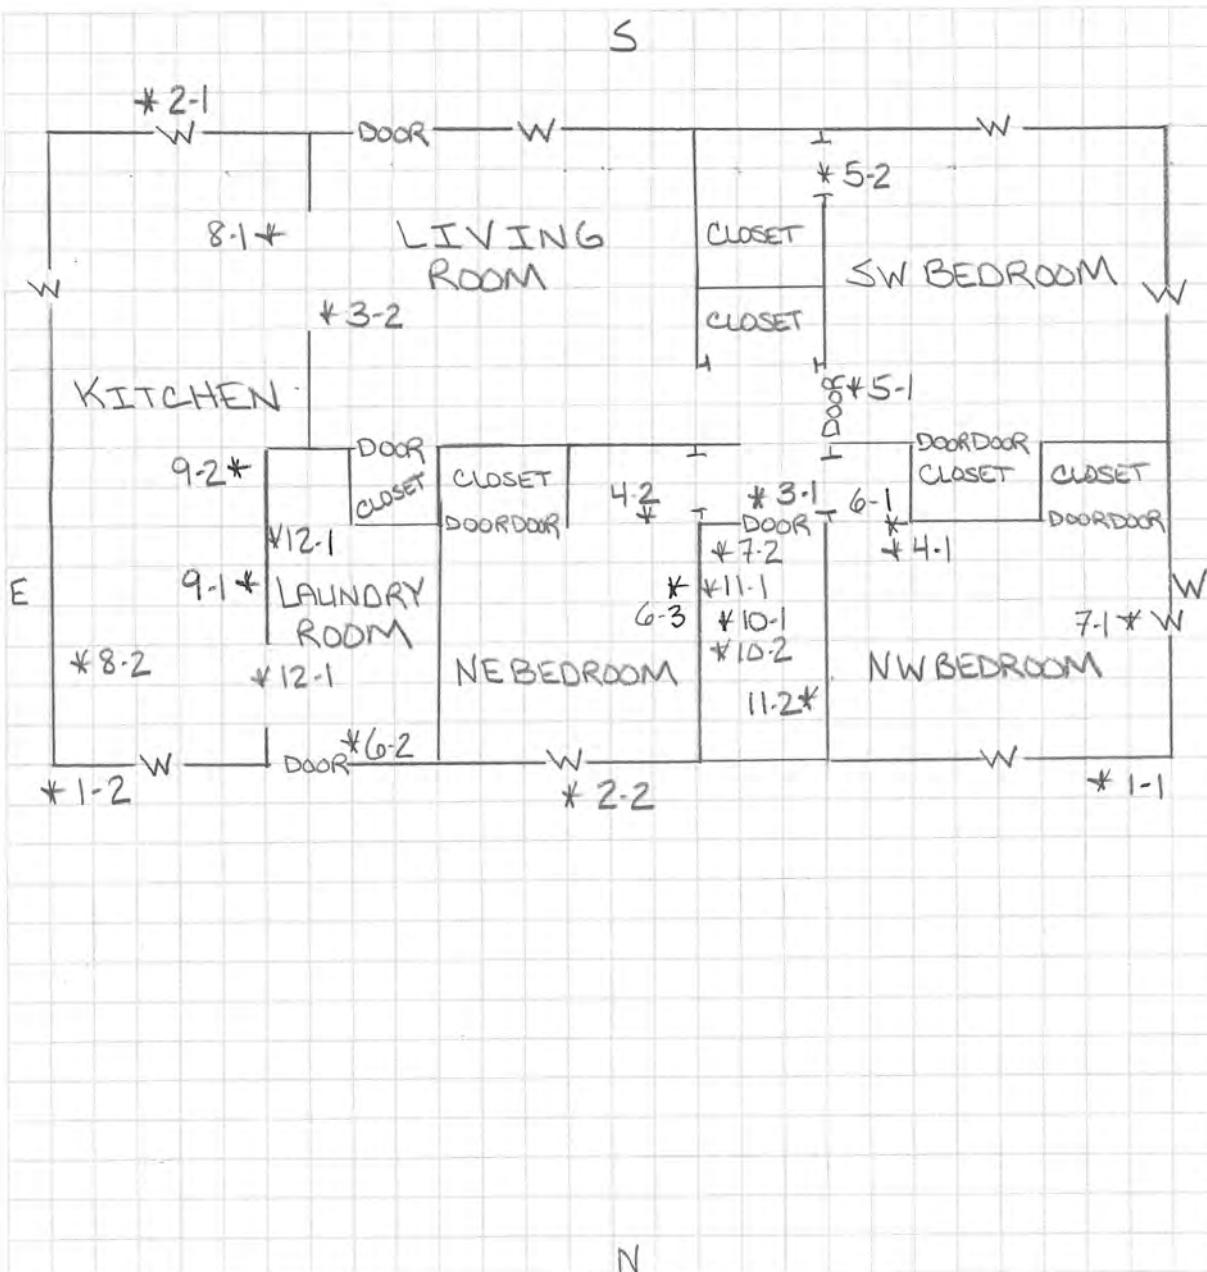 S
* 2-1
W
DOOR
W
W
* 5-2
8-1 *
LIVING
ROOM
CLOSET
SW BEDROOM
W
W
* 3-2
CLOSET
KITCHEN
DOOR
* 5-1
DOOR
DOORDOOR
9-2 *
CLOSET
CLOSET
4-2
*
* 3-1
6-1
*
CLOSET
CLOSET
DOORDOOR
DOOR
DOORDOOR
* 12-1
* 7-2
* 4-1
E
9-1 *
LAUNDRY
ROOM
*
6-3
* 11-1
* 10-1
* 10-2
W
7-1 * W
* 8-2
* 12-1
NE BEDROOM
NW BEDROOM
11-2 *
* 6-2
W
DOOR
W
W
* 1-2
* 2-2
* 1-1
N